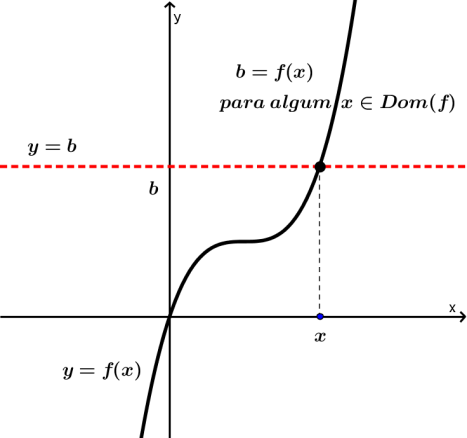 y
b = f(x)
para algum x ∈ Dom(f)
y = b
b
x
x
y = f(x)